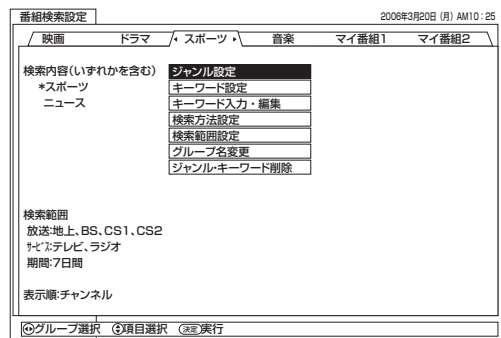 番組検索設定 2006年3月20日 (月) AM10:25
映画 ドラマ スポーツ 音楽 マイ番組1 マイ番組2
検索内容(いずれかを含む) ジャンル設定
*スポーツ キーワード設定
ニュース キーワード入力・編集
検索方法設定
検索範囲設定
グループ名変更
ジャンル・キーワード削除
検索範囲
放送:地上、BS、CS1、CS2
サービス:テレビ、ラジオ
期間:7日間
表示順:チャンネル
グループ選択 項目選択 決定 実行